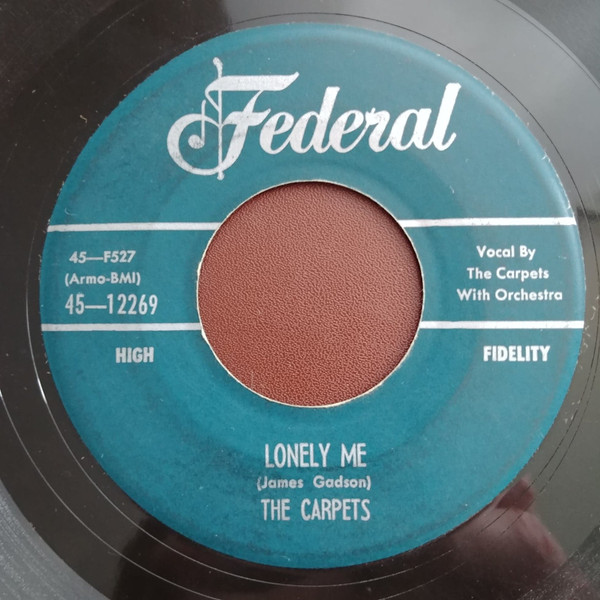 Federal
45—F527
(Armo-BMI)
45—12269
Vocal By
The Carpets
With Orchestra
HIGH FIDELITY
LONELY ME
(James Gadson)
THE CARPETS